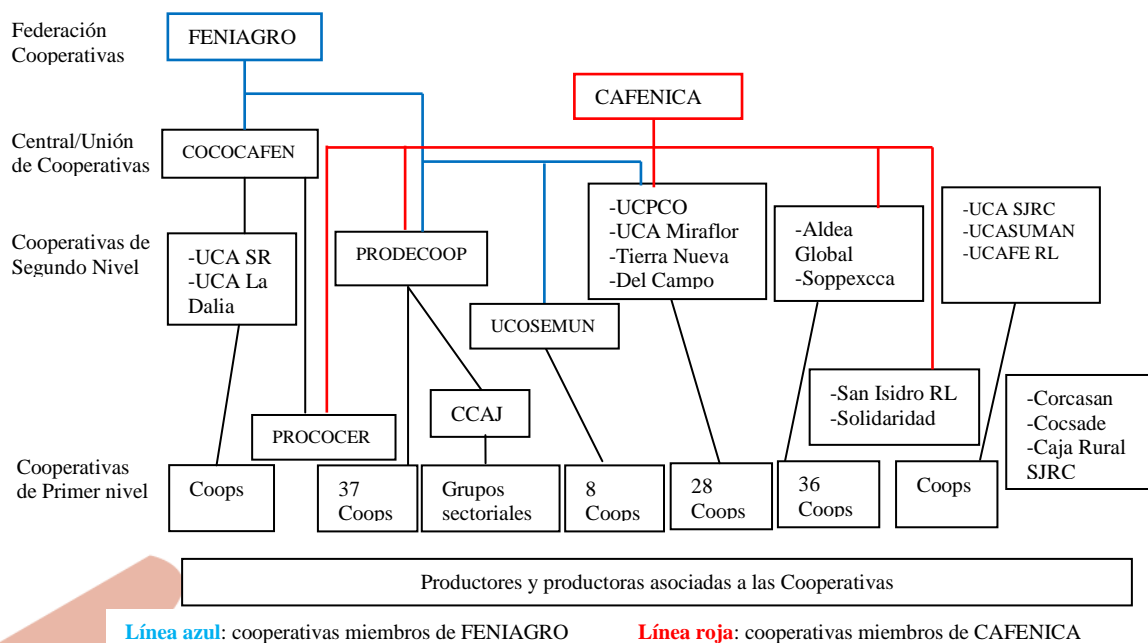 Federación
Cooperativas
FENIAGRO
CAFENICA
Central/Unión
de Cooperativas
COCOCAFEN
Cooperativas de
Segundo Nivel
-UCA SR
-UCA La
Dalia
PRODECOOP
UCOSEMUN
-UCPCO
-UCA Miraflor
-Tierra Nueva
-Del Campo
-Aldea
Global
-Soppexcca
-UCA SJRC
-UCASUMAN
-UCAFE RL
PROCOCER
CCAJ
-San Isidro RL
-Solidaridad
-Corcasan
-Cocsade
-Caja Rural
SJRC
Cooperativas
de Primer nivel
Coops
37
Coops
Grupos
sectoriales
8
Coops
28
Coops
36
Coops
Coops
Productores y productoras asociadas a las Cooperativas
Línea azul: cooperativas miembros de FENIAGRO
Línea roja: cooperativas miembros de CAFENICA